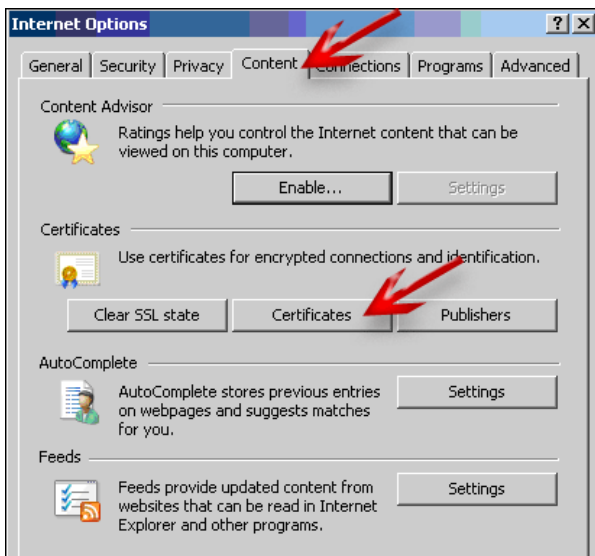 Internet Options
General Security Privacy Content Connections Programs Advanced
Content Advisor
Ratings help you control the Internet content that can be
viewed on this computer.
Enable... Settings
Certificates
Use certificates for encrypted connections and identification.
Clear SSL state Certificates Publishers
AutoComplete
AutoComplete stores previous entries
on webpages and suggests matches
for you.
Settings
Feeds
Feeds provide updated content from
websites that can be read in Internet
Explorer and other programs.
Settings